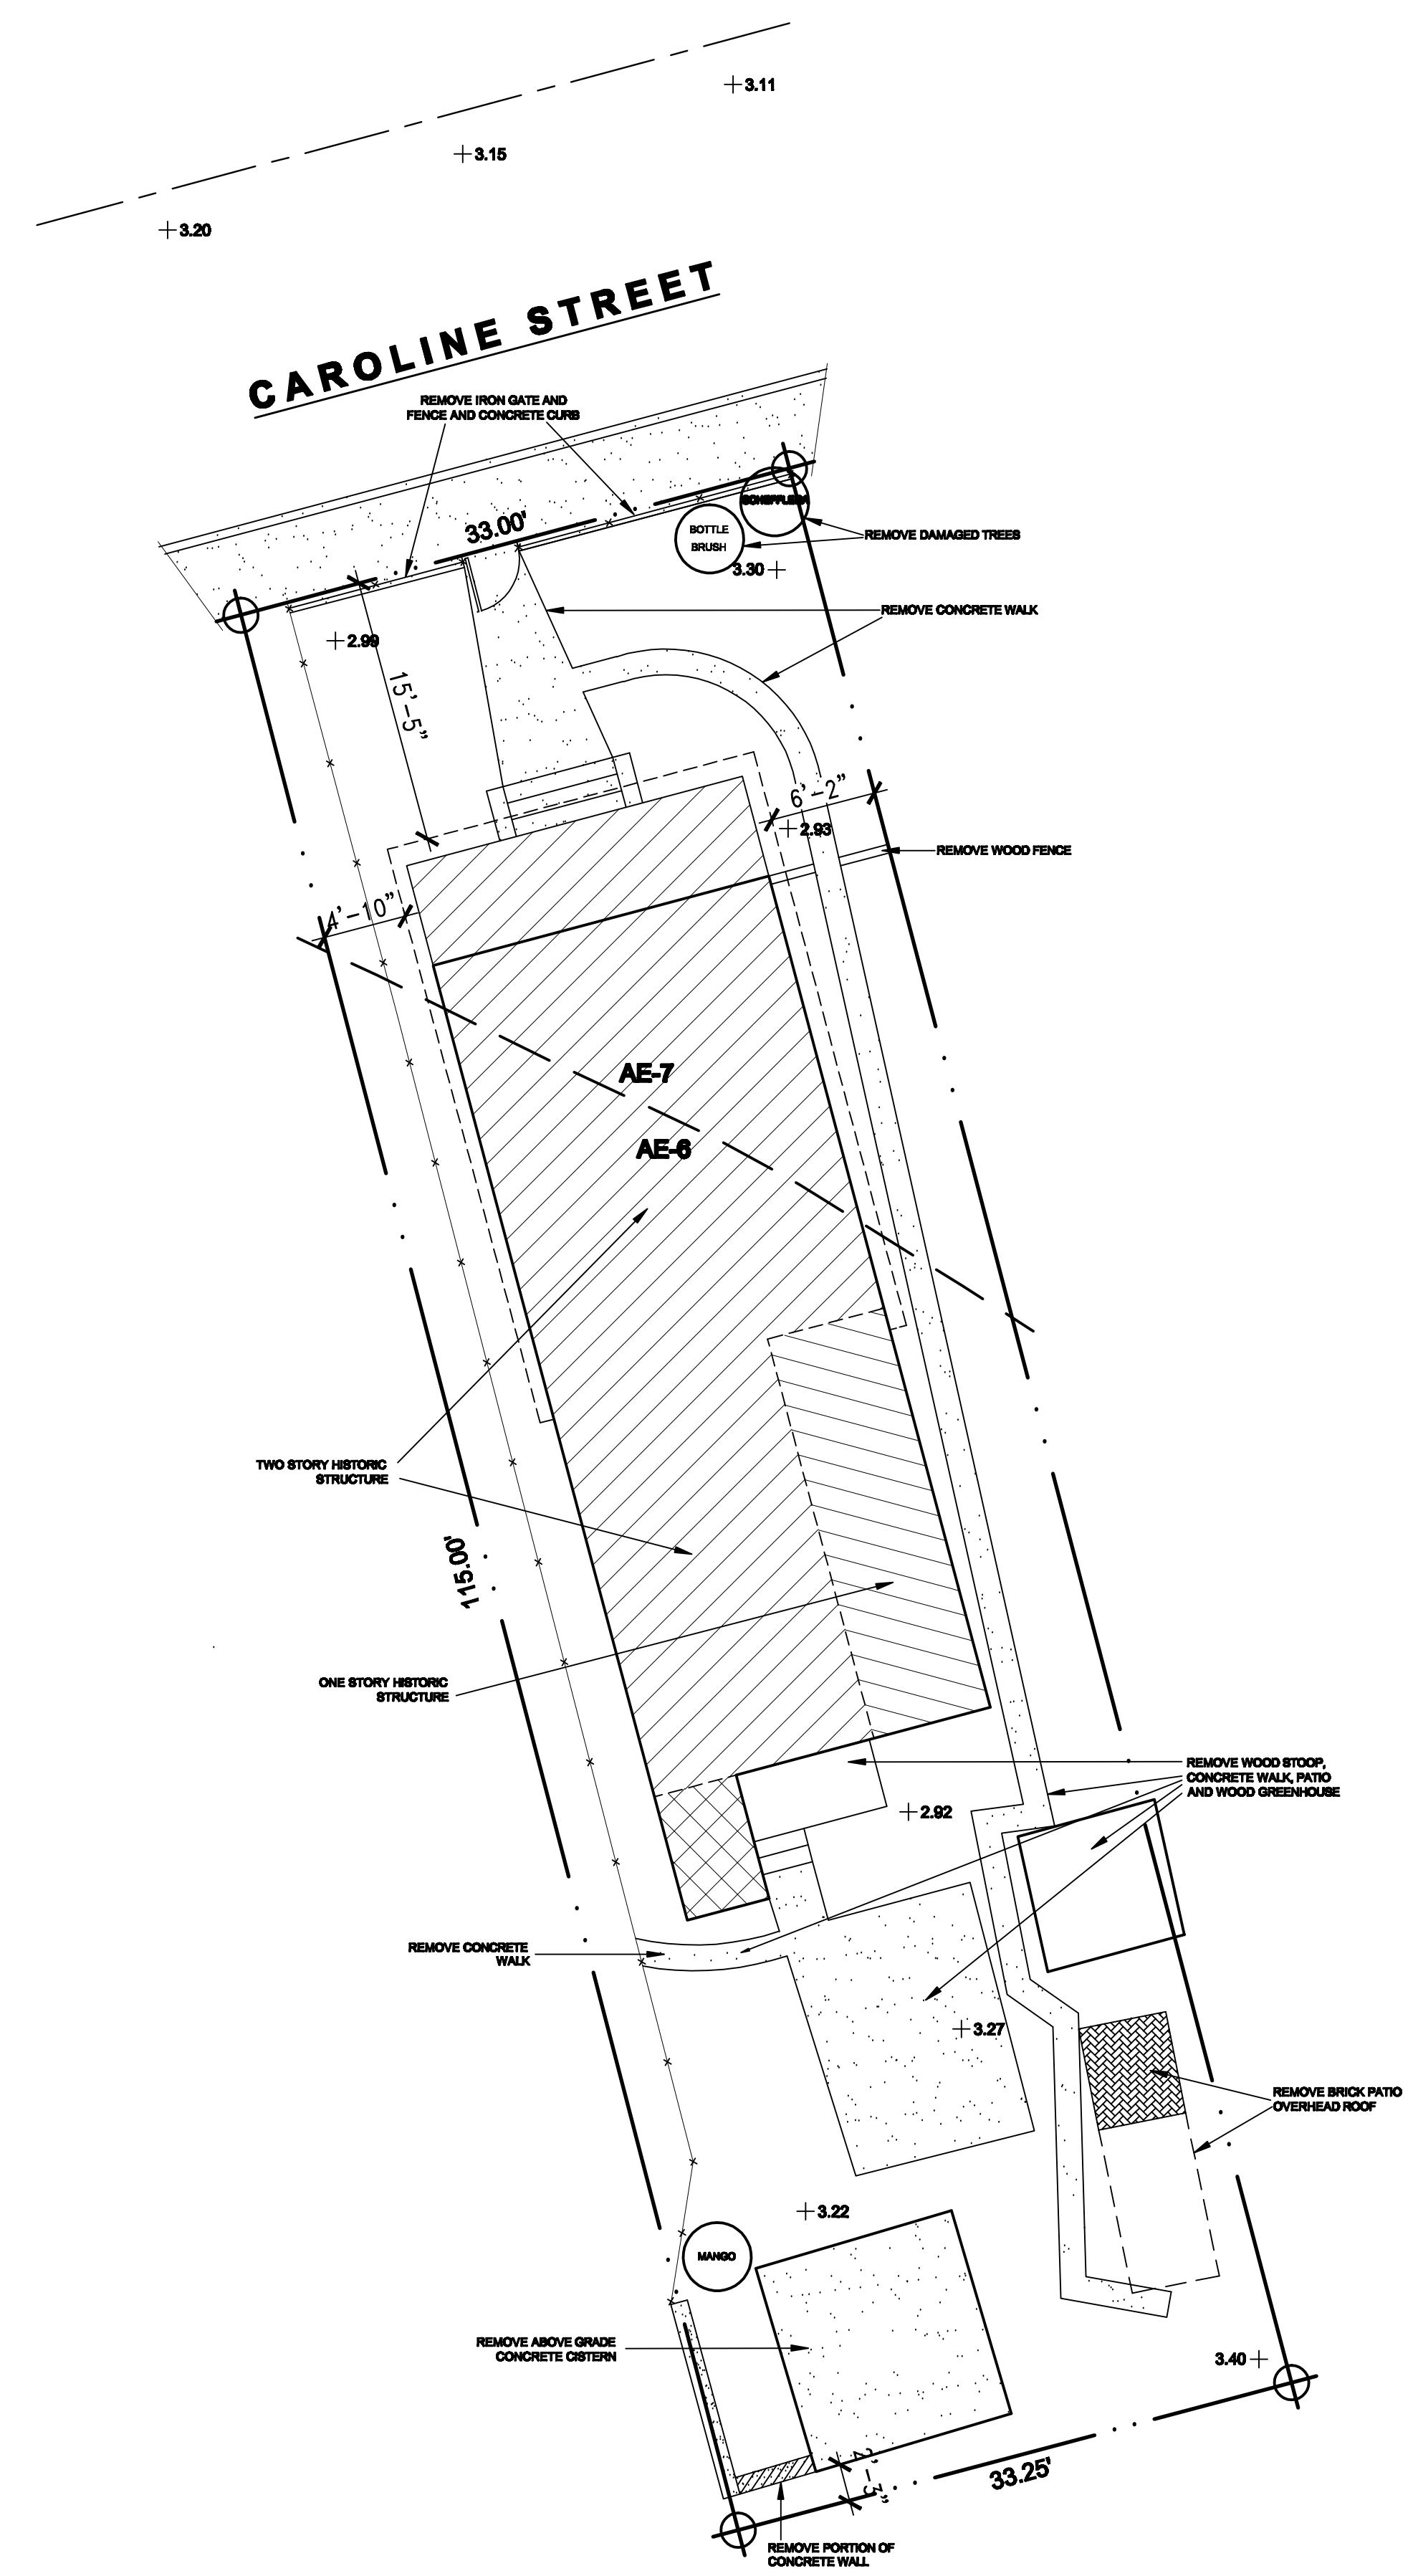 3.11
3.15
3.20
CAROLINE STREET
REMOVE IRON GATE AND
FENCE AND CONCRETE CURB
33.00'
SCHEFFLERA
BOTTLE
BRUSH
REMOVE DAMAGED TREES
3.30
REMOVE CONCRETE WALK
2.99
15'-5"
6'-2"
2.93
REMOVE WOOD FENCE
4'-10"
AE-7
AE-6
TWO STORY HISTORIC
STRUCTURE
115.00'
ONE STORY HISTORIC
STRUCTURE
REMOVE WOOD STOOP,
CONCRETE WALK, PATIO
AND WOOD GREENHOUSE
2.92
REMOVE CONCRETE
WALK
3.27
REMOVE BRICK PATIO
OVERHEAD ROOF
3.22
MANGO
REMOVE ABOVE GRADE
CONCRETE CISTERN
3.40
2'-3"
33.25'
REMOVE PORTION OF
CONCRETE WALL